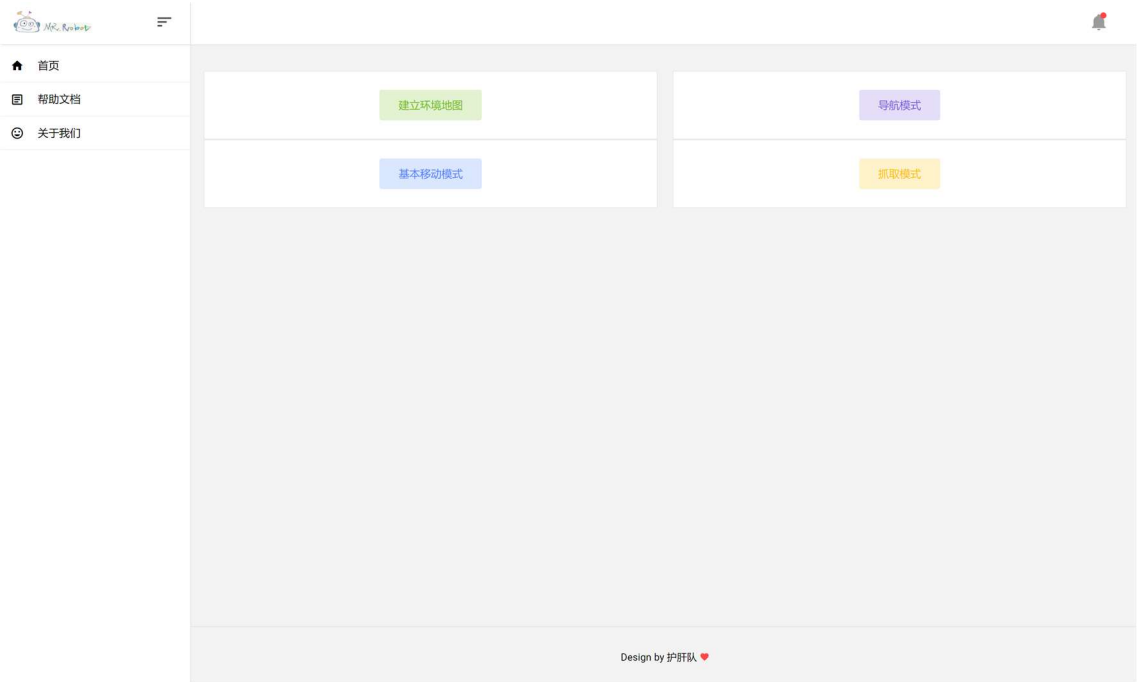 Mr. Robot
首页
帮助文档
关于我们
建立环境地图
导航模式
基本移动模式
抓取模式
Design by 护肝队